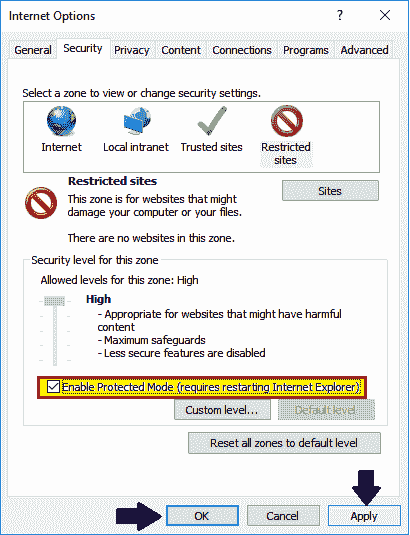 Internet Options
?
General Security Privacy Content Connections Programs Advanced
Select a zone to view or change security settings.
Internet Local intranet Trusted sites Restricted
sites
Restricted sites
Sites
This zone is for websites that might
damage your computer or your files.
There are no websites in this zone.
Security level for this zone
Allowed levels for this zone: High
High
- Appropriate for websites that might have harmful
content
- Maximum safeguards
- Less secure features are disabled
Enable Protected Mode (requires restarting Internet Explorer)
Custom level... Default level
Reset all zones to default level
OK Cancel Apply